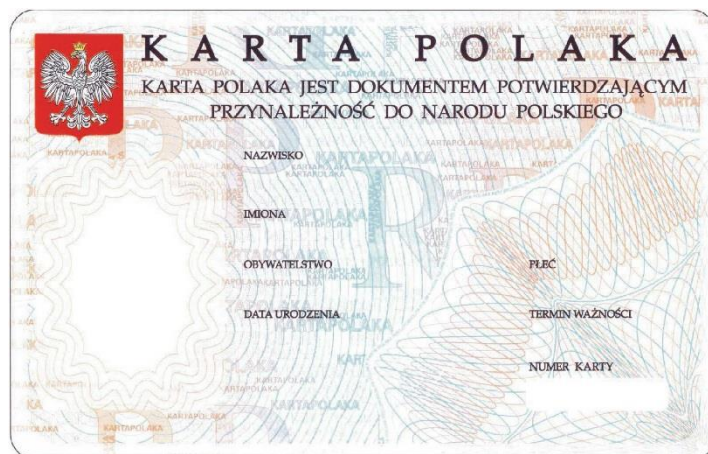 KARTA POLAKA
KARTA POLAKA JEST DOKUMENTEM POTWIERDZAJĄCYM
PRZYNALEŻNOŚĆ DO NARODU POLSKIEGO
NAZWISKO
IMIONA
OBYWATELSTWO
PŁEĆ
DATA URODZENIA
TERMIN WAŻNOŚCI
NUMER KARTY